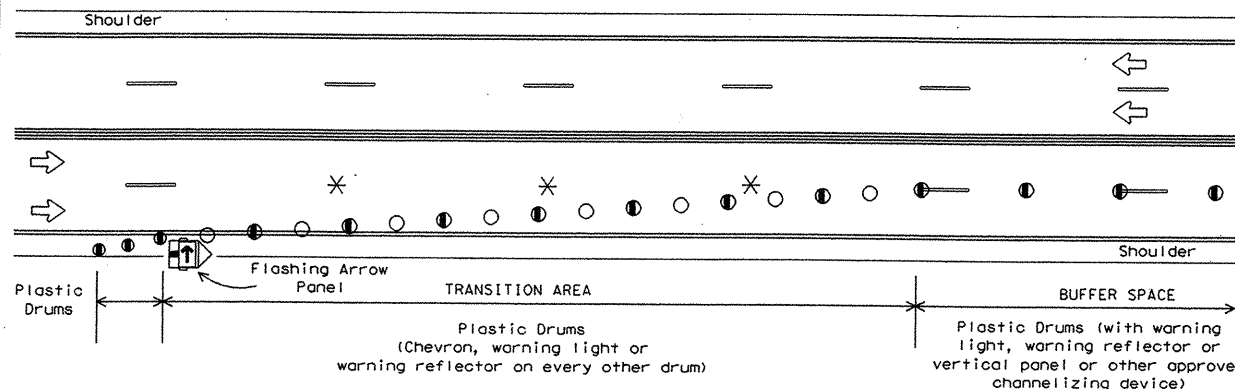 Shoulder
Shoulder
Flashing Arrow
Panel
Plastic
Drums
TRANSITION AREA
BUFFER SPACE
Plastic Drums
(Chevron, warning light or
warning reflector on every other drum)
Plastic Drums (with warning
light, warning reflector or
vertical panel or other approve
channelizing device)